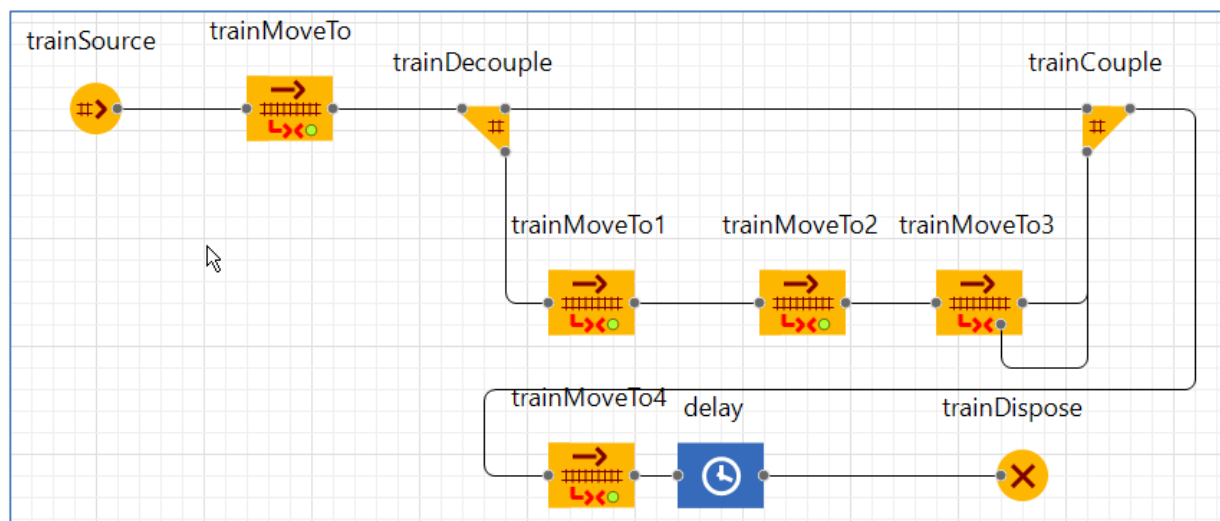 trainSource
trainMoveTo
trainDecouple
trainCouple
trainMoveTo1
trainMoveTo2
trainMoveTo3
trainMoveTo4
delay
trainDispose